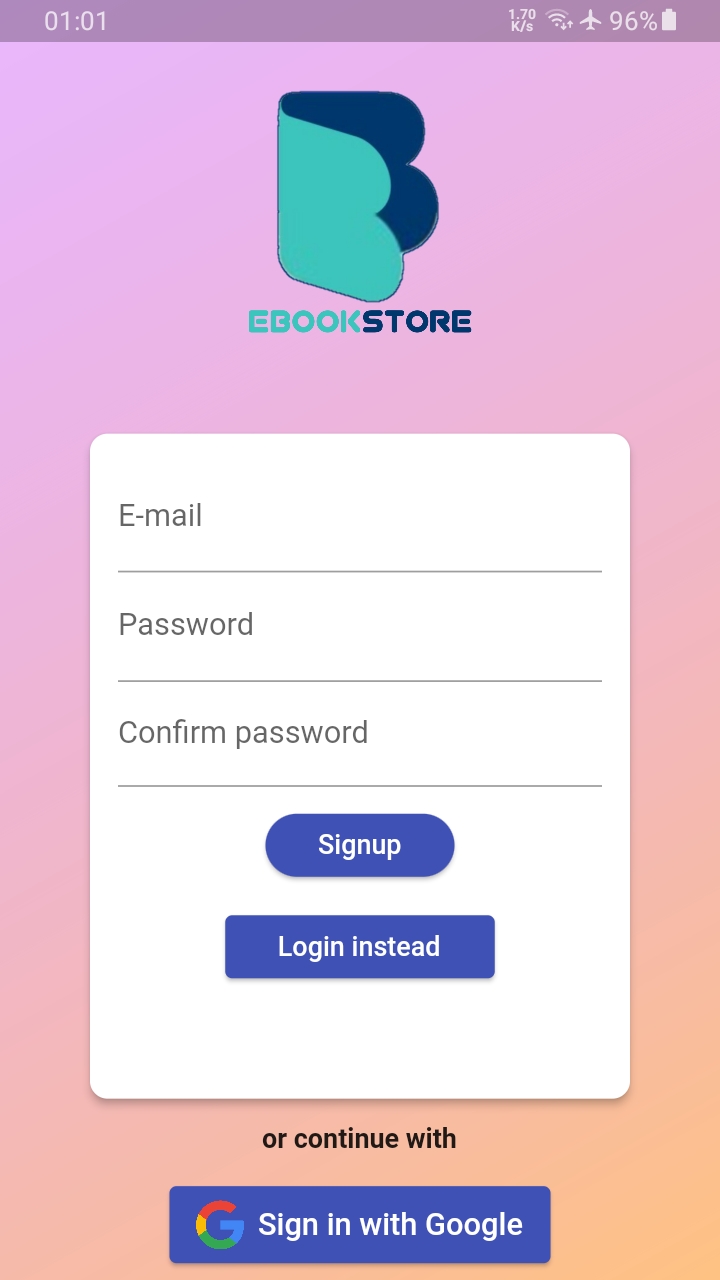 01:01
1.70
K/s
96%
EBOOKSTORE
E-mail
Password
Confirm password
Signup
Login instead
or continue with
Sign in with Google